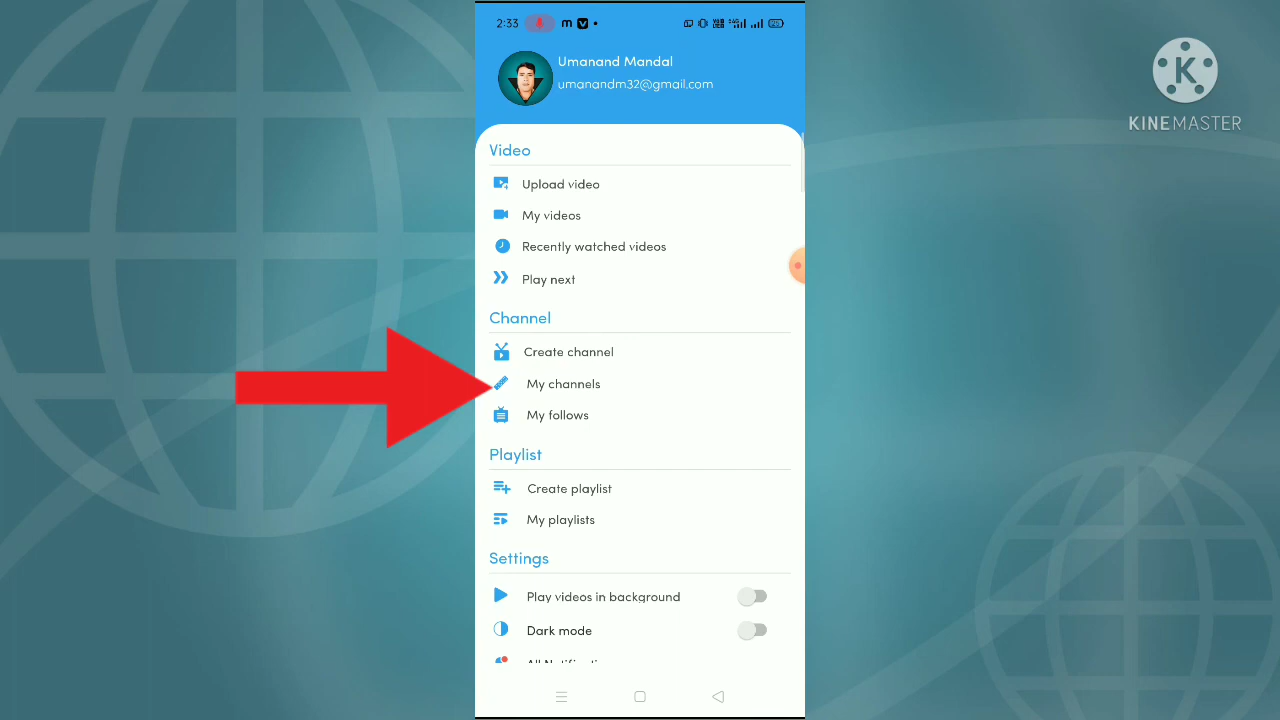 2:33
Umanand Mandal
umanandm32@gmail.com
KINEMASTER
Video
Upload video
My videos
Recently watched videos
Play next
Channel
Create channel
My channels
My follows
Playlist
Create playlist
My playlists
Settings
Play videos in background
Dark mode